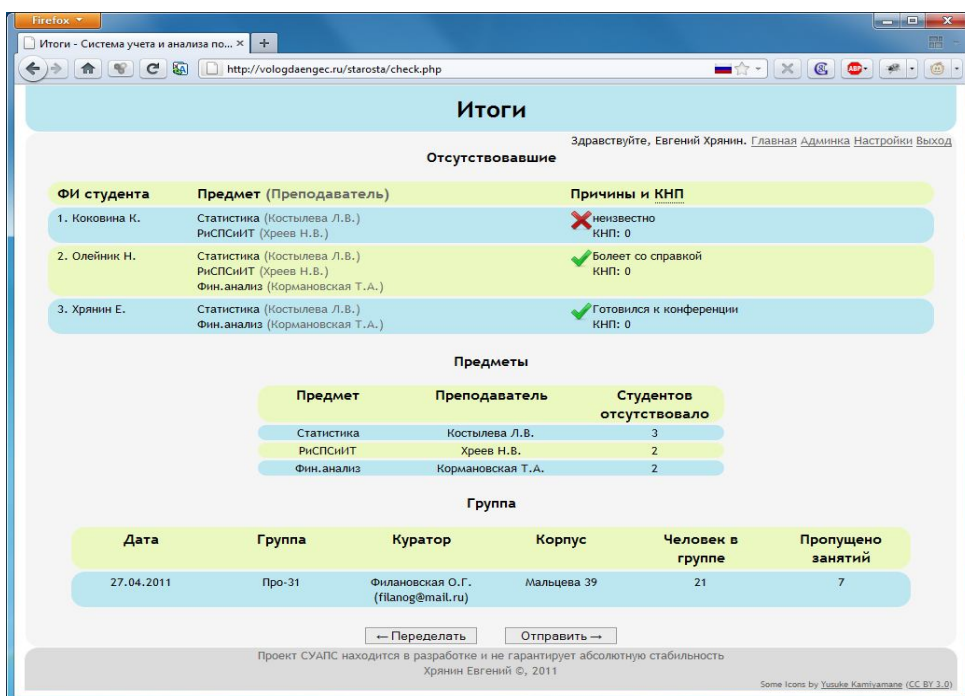 Firefox
Итоги - Система учета и анализа по...
http://vologdaengec.ru/starosta/check.php
Итоги
Здравствуйте, Евгений Хрянин. Главная Админка Настройки Выход
Отсутствовавшие
ФИ студента Предмет (Преподаватель) Причины и КНП
1. Коковина К. Статистика (Костылева Л.В.) неизвестно
РиСПСиИТ (Хреев Н.В.) КНП: 0
2. Олейник Н. Статистика (Костылева Л.В.) Болеет со справкой
РиСПСиИТ (Хреев Н.В.) КНП: 0
Фин.анализ (Кормановская Т.А.)
3. Хрянин Е. Статистика (Костылева Л.В.) Готовился к конференции
Фин.анализ (Кормановская Т.А.) КНП: 0
Предметы
Предмет Преподаватель Студентов
отсутствовало
Статистика Костылева Л.В. 3
РиСПСиИТ Хреев Н.В. 2
Фин.анализ Кормановская Т.А. 2
Группа
Дата Группа Куратор Корпус Человек в Пропущено
группе занятий
27.04.2011 Про-31 Филановская О.Г. Мальцева 39 21 7
(filanog@mail.ru)
← Переделать Отправить →
Проект СУАПС находится в разработке и не гарантирует абсолютную стабильность
Хрянин Евгений ©, 2011
Some Icons by Yusuke Kamiyamane (CC BY 3.0)